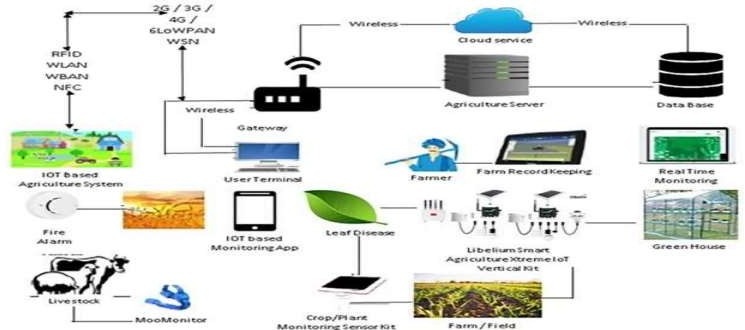 2G / 3G /
4G /
6LoWPAN
WSN
Wireless
Wireless
Cloud service
RFID
WLAN
WBAN
NFC
Wireless
Gateway
Agriculture Server
Data Base
IOT based
Agriculture System
User Terminal
Farmer
Farm Record Keeping
Real Time
Monitoring
Fire
Alarm
IOT based
Monitoring App
Leaf Disease
Libelium Smart
Agriculture Xtreme IoT
Vertical Kit
Green House
Livestock
MooMonitor
Crop/Plant
Monitoring Sensor Kit
Farm / Field